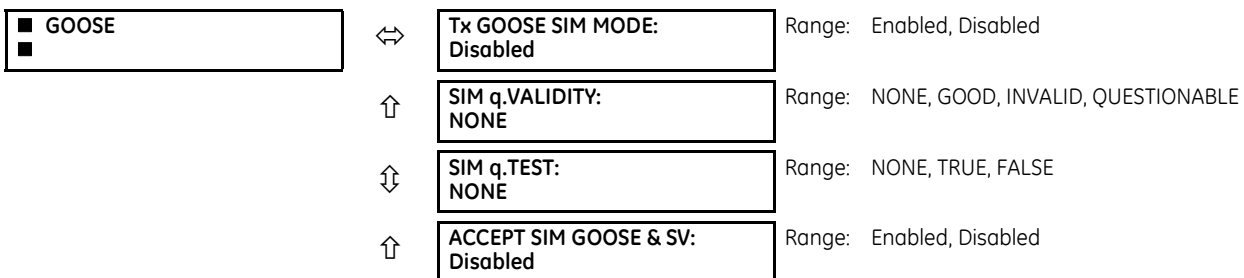 ■ GOOSE
■
Tx GOOSE SIM MODE:
Disabled
Range: Enabled, Disabled
SIM q.VALIDITY:
NONE
Range: NONE, GOOD, INVALID, QUESTIONABLE
SIM q.TEST:
NONE
Range: NONE, TRUE, FALSE
ACCEPT SIM GOOSE & SV:
Disabled
Range: Enabled, Disabled